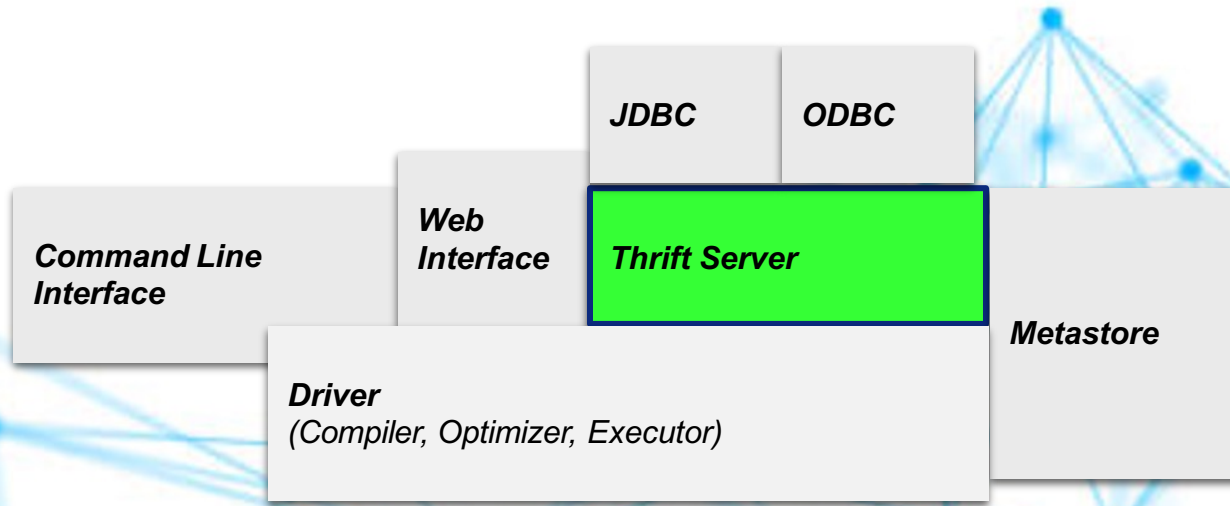 JDBC
ODBC
Web
Interface
Command Line
Interface
Thrift Server
Metastore
Driver
(Compiler, Optimizer, Executor)